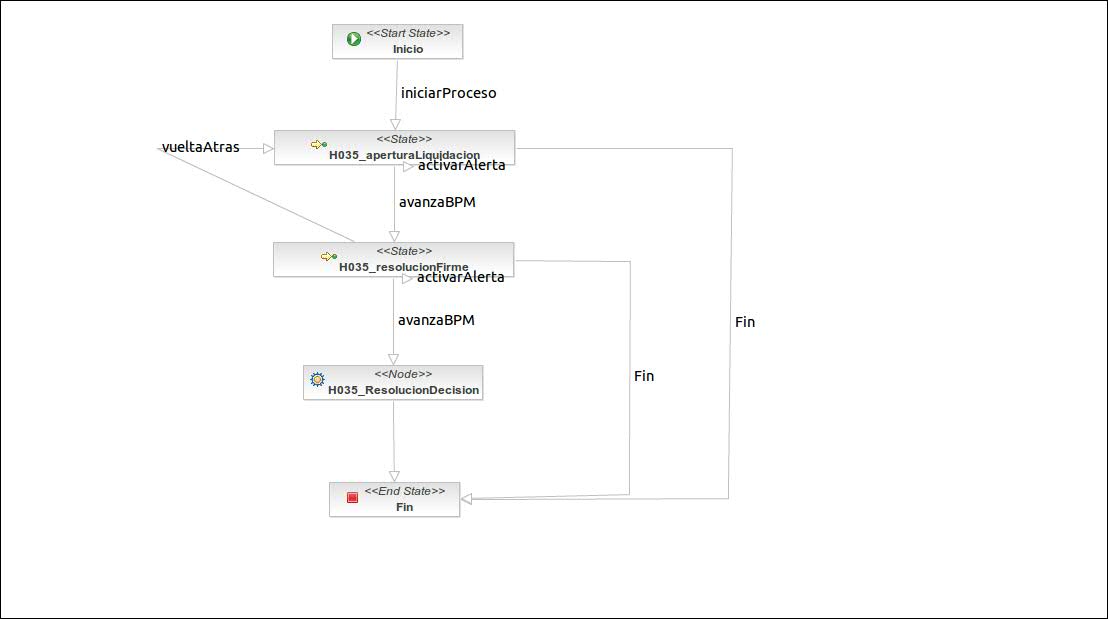 <<Start State>>
Inicio
iniciarProceso
<<State>>
vueltaAtras
H035_aperturaLiquidacion
activarAlerta
avanzaBPM
<<State>>
H035_resolucionFirme
activarAlerta
avanzaBPM
Fin
<<Node>>
Fin
H035_ResolucionDecision
<<End State>>
Fin